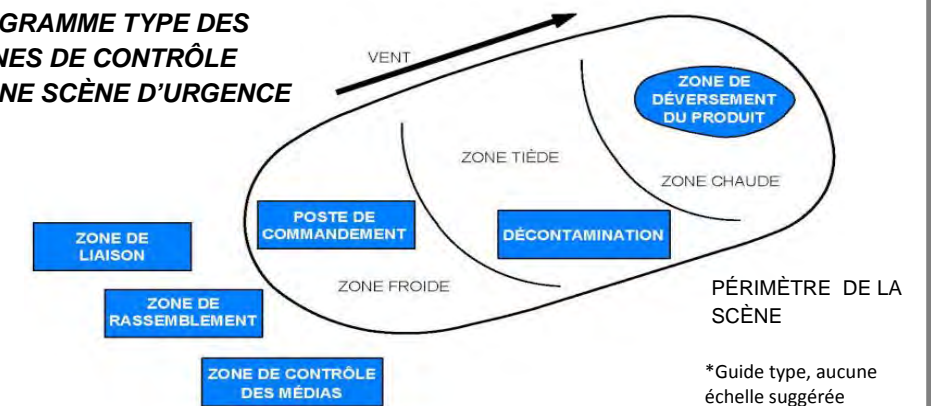 GRAMME TYPE DES
NES DE CONTRÔLE
NE SCÈNE D'URGENCE
VENT
ZONE DE
DÉVERSEMENT
DU PRODUIT
ZONE TIÈDE
ZONE CHAUDE
POSTE DE
COMMANDEMENT
DÉCONTAMINATION
ZONE DE
LIAISON
ZONE FROIDE
ZONE DE
RASSEMBLEMENT
PÉRIMÈTRE DE LA
SCÈNE
ZONE DE CONTRÔLE
DES MÉDIAS
*Guide type, aucune
échelle suggérée